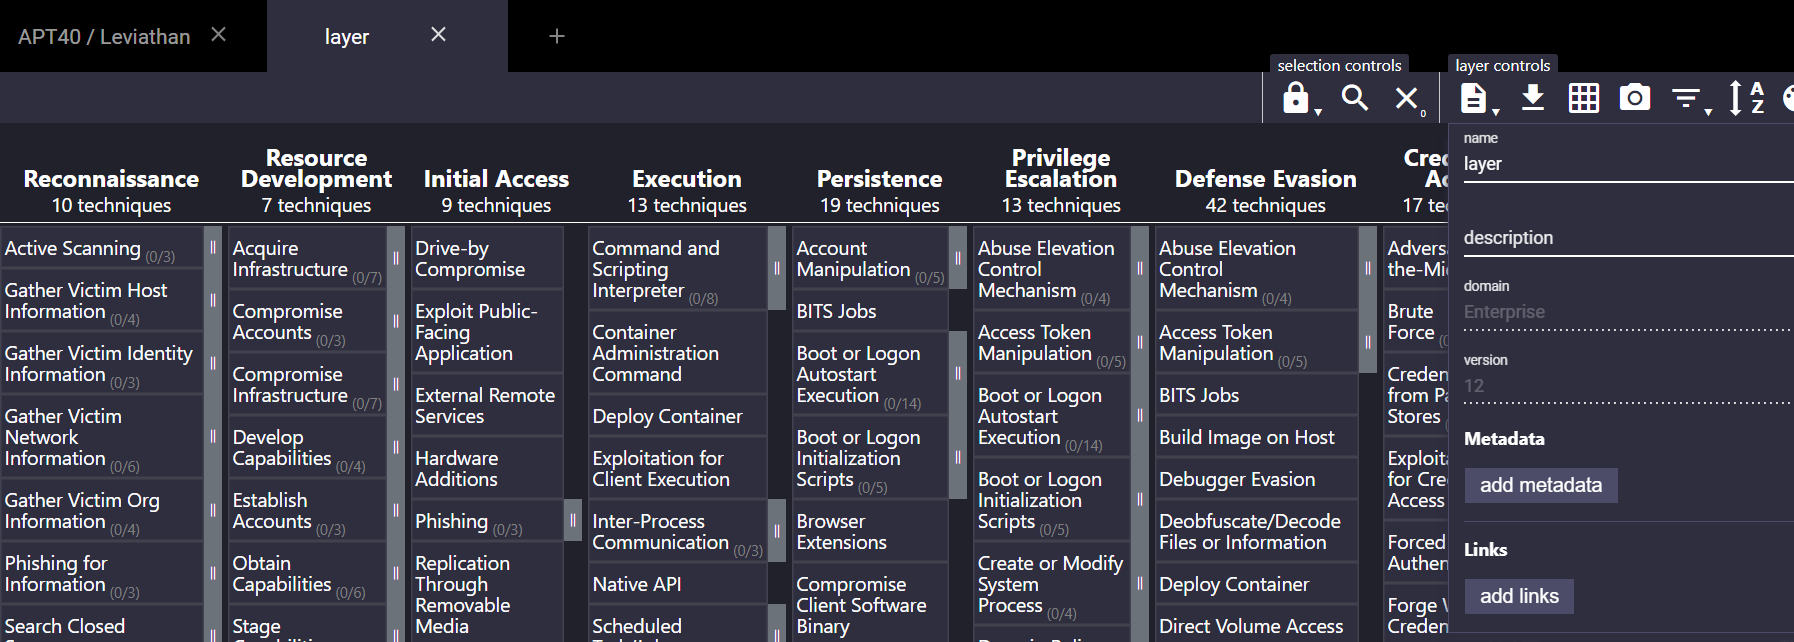 APT40 / Leviathan
layer
selection controls
layer controls
0
A
Z
name
layer
description
domain
Enterprise
version
12
Metadata
add metadata
Links
add links
Reconnaissance
10 techniques
Active Scanning (0/3)
Gather Victim Host
Information (0/4)
Gather Victim Identity
Information (0/3)
Gather Victim
Network
Information (0/6)
Gather Victim Org
Information (0/4)
Phishing for
Information (0/3)
Search Closed
Resource
Development
7 techniques
Acquire
Infrastructure (0/7)
Compromise
Accounts (0/3)
Compromise
Infrastructure (0/7)
Develop
Capabilities (0/4)
Establish
Accounts (0/3)
Obtain
Capabilities (0/6)
Stage
Initial Access
9 techniques
Drive-by
Compromise
Exploit Public-
Facing
Application
External Remote
Services
Hardware
Additions
Phishing (0/3)
Replication
Through
Removable
Media
Execution
13 techniques
Command and
Scripting
Interpreter (0/8)
Container
Administration
Command
Deploy Container
Exploitation for
Client Execution
Inter-Process
Communication (0/3)
Native API
Scheduled
Persistence
19 techniques
Account
Manipulation (0/5)
BITS Jobs
Boot or Logon
Autostart
Execution (0/14)
Boot or Logon
Initialization
Scripts (0/5)
Browser
Extensions
Compromise
Client Software
Binary
Privilege
Escalation
13 techniques
Abuse Elevation
Control
Mechanism (0/4)
Access Token
Manipulation (0/5)
Boot or Logon
Autostart
Execution (0/14)
Boot or Logon
Initialization
Scripts (0/5)
Create or Modify
System
Process (0/4)
Defense Evasion
42 techniques
Abuse Elevation
Control
Mechanism (0/4)
Access Token
Manipulation (0/5)
BITS Jobs
Build Image on Host
Debugger Evasion
Deobfuscate/Decode
Files or Information
Deploy Container
Direct Volume Access
Cre
Ac
17 te
Advers
the-Mi
Brute
Force
Creden
from Pa
Stores
Exploita
for Cre
Access
Forced
Authen
Forge
Creden